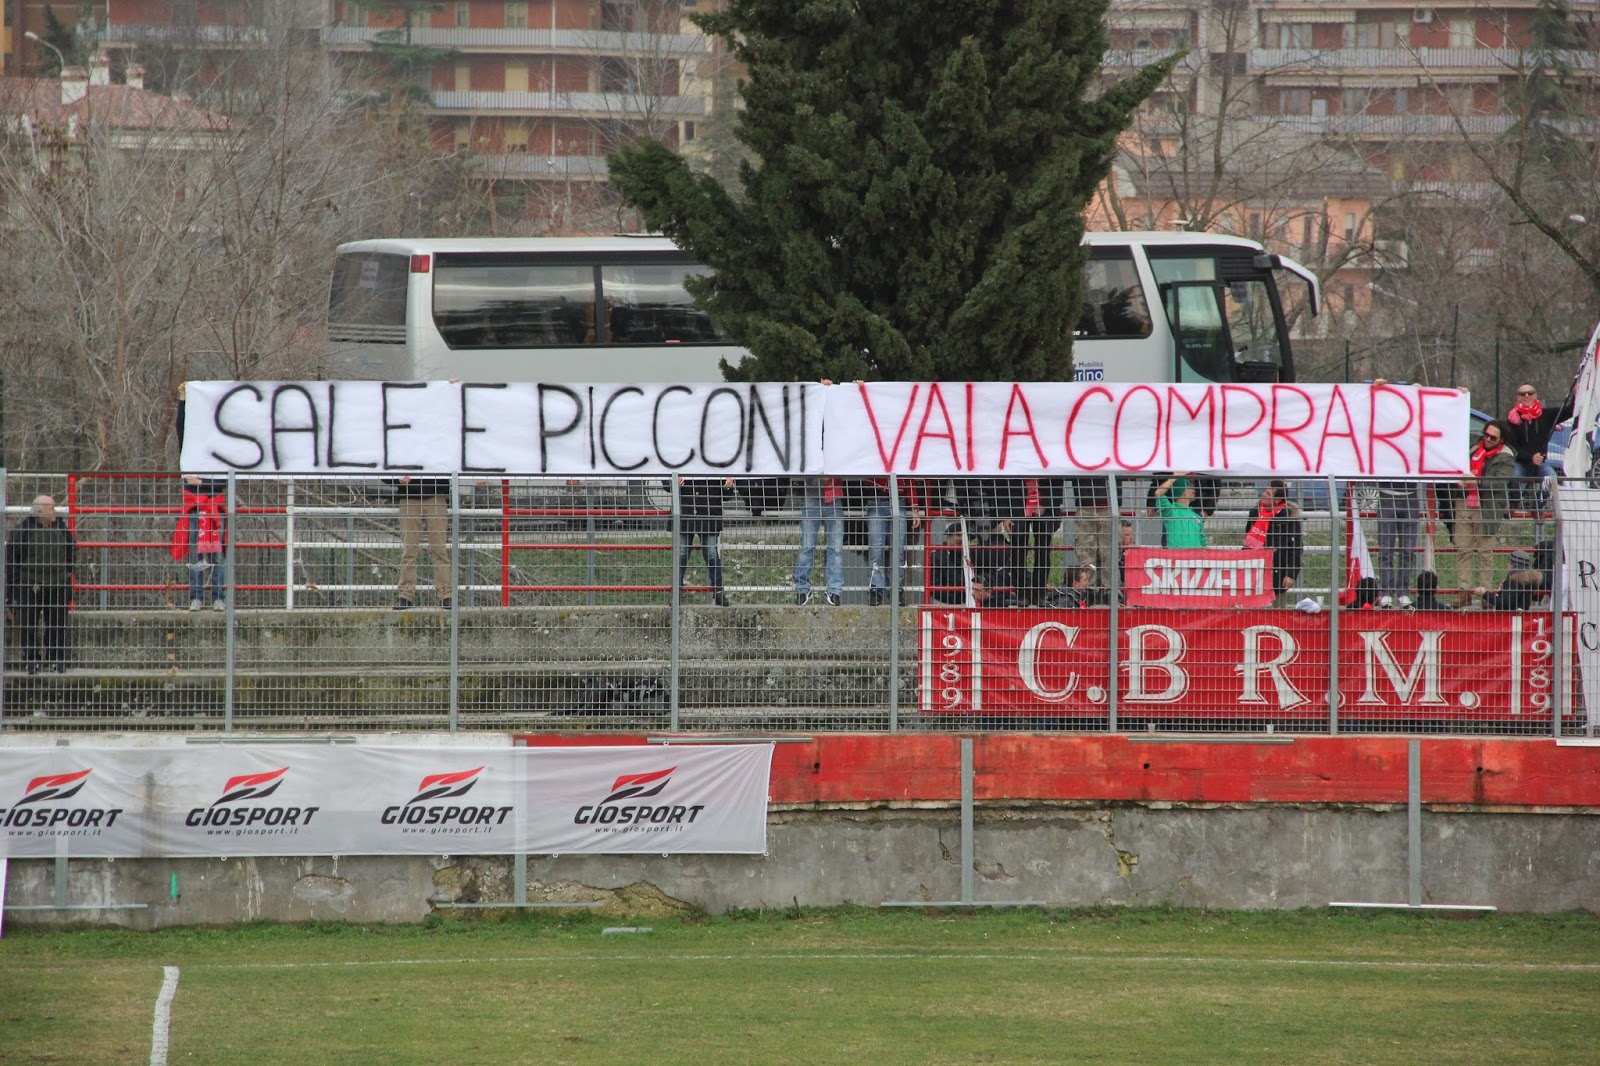 Mobilità
SALE E PICCONI VAI A COMPRARE
SKIZZATI
1989 C.B.R.M. 1989
R
C
GIOSPORT GIOSPORT GIOSPORT GIOSPORT
www.giosport.it www.giosport.it www.giosport.it www.giosport.it